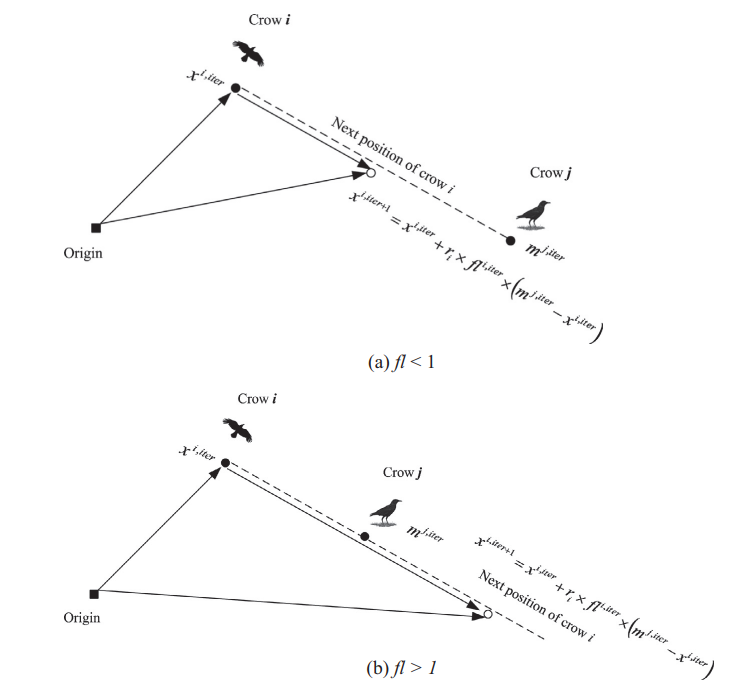 Crow i
x^{i,iter}
Next position of crow i
Crow j
m^{j,iter}
x^{i,iter+1} = x^{i,iter} + r_i × fl^{i,iter} × (m^{j,iter} − x^{i,iter})
Origin
(a) fl < 1
Crow i
x^{i,iter}
Crow j
m^{j,iter}
x^{i,iter+1} = x^{i,iter} + r_i × fl^{i,iter} × (m^{j,iter} − x^{i,iter})
Next position of crow i
Origin
(b) fl > 1